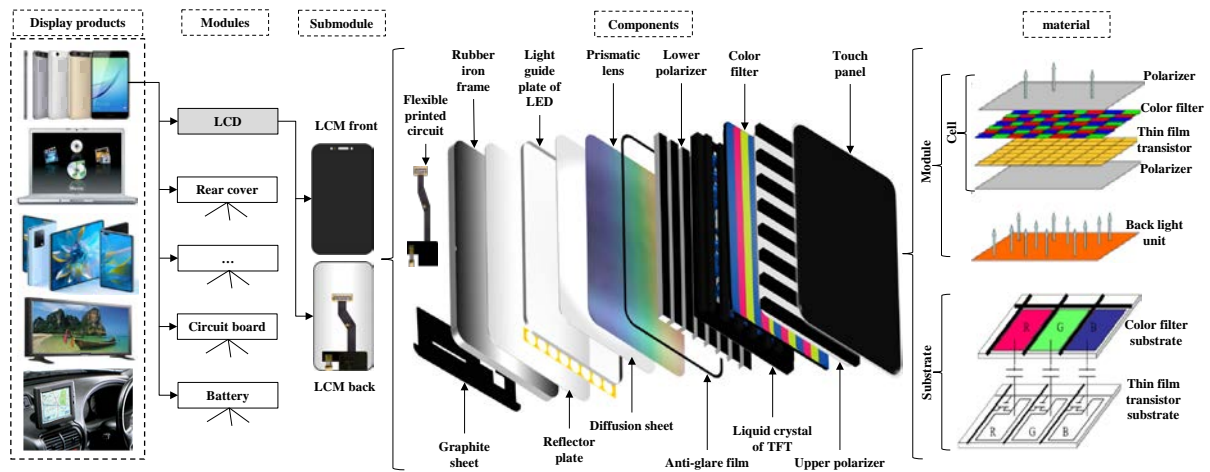 Display products
Modules
Submodule
Components
material
LCD
Rear cover
...
Circuit board
Battery
LCM front
LCM back
Flexible
printed
circuit
Rubber
iron
frame
Light
guide
plate of
LED
Prismatic
lens
Lower
polarizer
Color
filter
Touch
panel
Graphite
sheet
Reflector
plate
Diffusion sheet
Anti-glare film
Liquid crystal
of TFT
Upper polarizer
Module
Cell
Polarizer
Color filter
Thin film
transistor
Polarizer
Back light
unit
Substrate
R G B
Color filter
substrate
R G B
Thin film
transistor
substrate